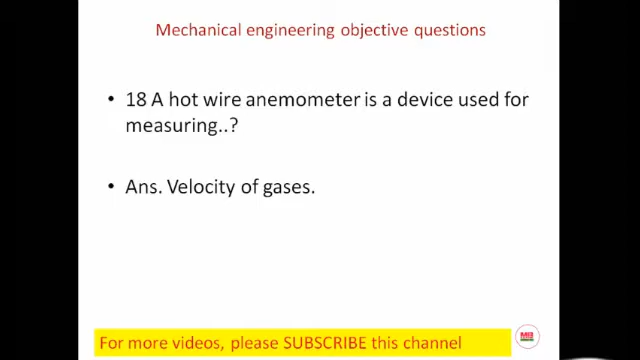 Mechanical engineering objective questions
• 18 A hot wire anemometer is a device used for
measuring..?
• Ans. Velocity of gases.
For more videos, please SUBSCRIBE this channel